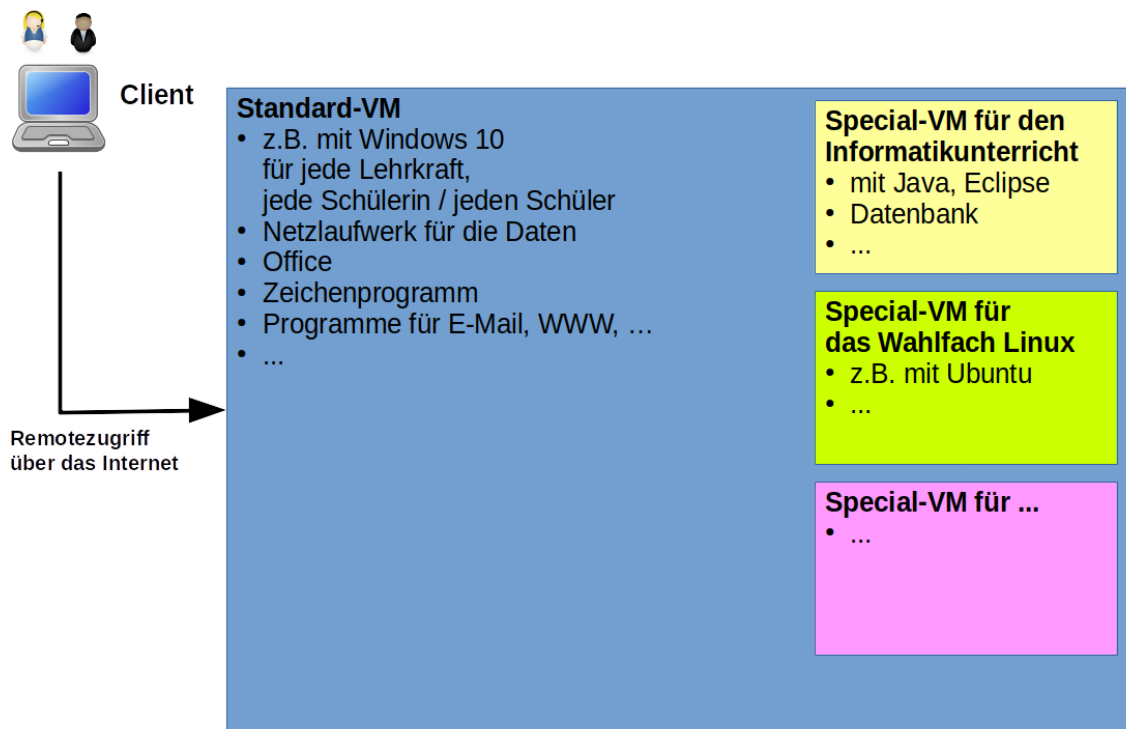 Client
Standard-VM
• z.B. mit Windows 10
für jede Lehrkraft,
jede Schülerin / jeden Schüler
• Netzlaufwerk für die Daten
• Office
• Zeichenprogramm
• Programme für E-Mail, WWW, …
• ...
Special-VM für den
Informatikunterricht
• mit Java, Eclipse
• Datenbank
• ...
Special-VM für
das Wahlfach Linux
• z.B. mit Ubuntu
• ...
Special-VM für ...
• ...
Remotezugriff
über das Internet